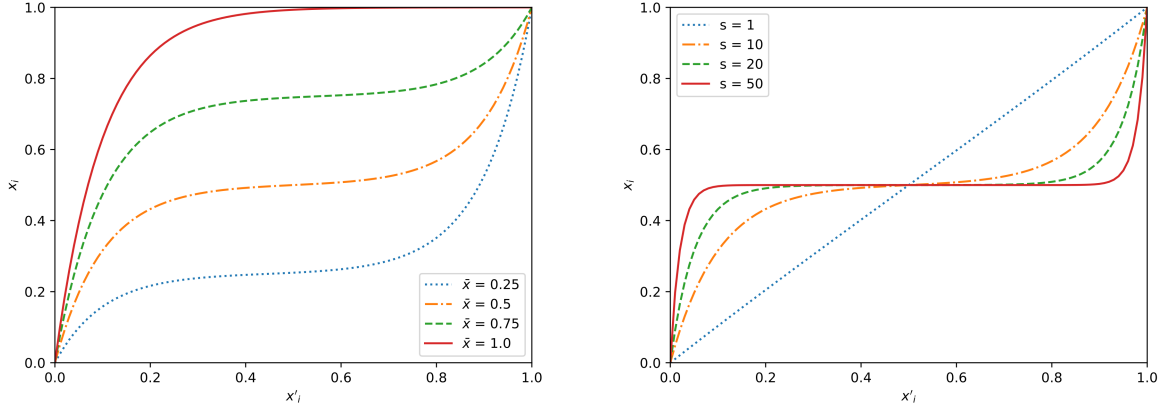 1.0
0.8
0.6
0.4
0.2
0.0
x_i
0.0 0.2 0.4 0.6 0.8 1.0
x'_i
x̄ = 0.25
x̄ = 0.5
x̄ = 0.75
x̄ = 1.0
1.0
0.8
0.6
0.4
0.2
0.0
x_i
0.0 0.2 0.4 0.6 0.8 1.0
x'_i
s = 1
s = 10
s = 20
s = 50